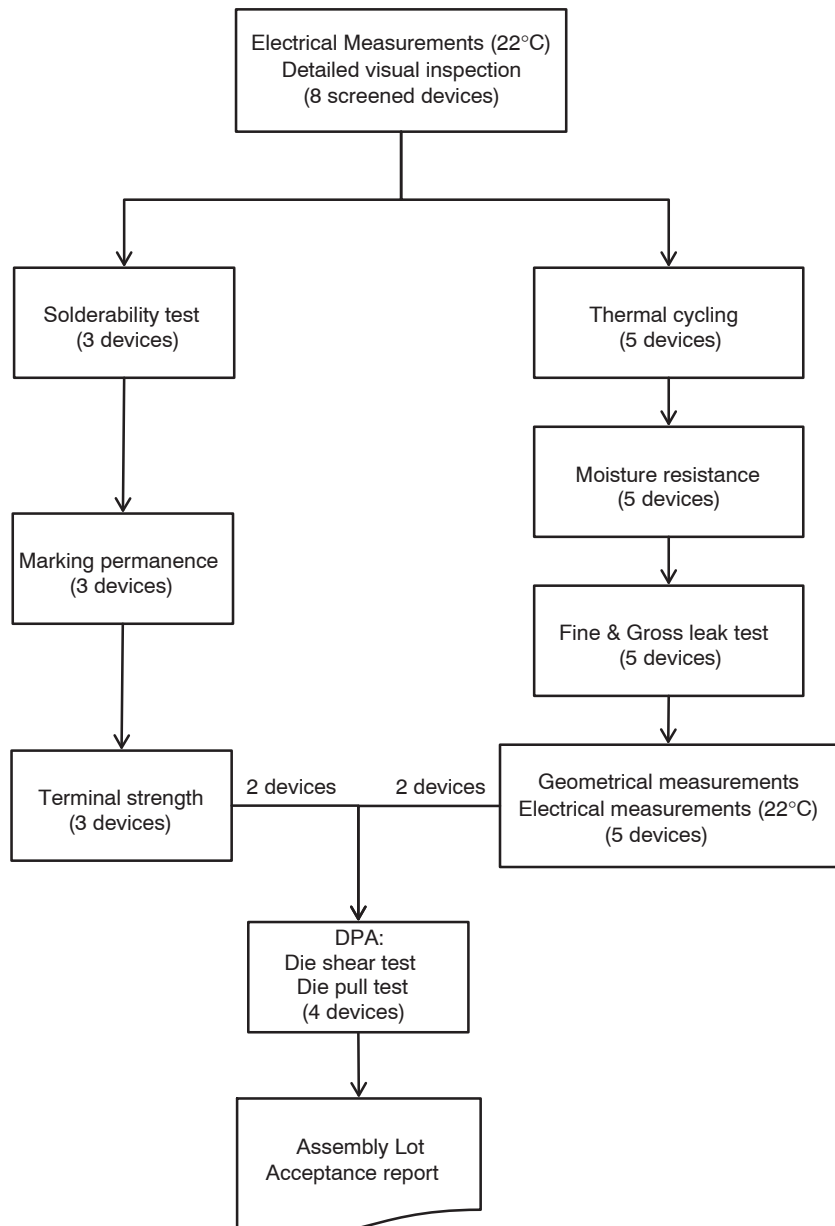 Electrical Measurements (22°C)
Detailed visual inspection
(8 screened devices)
Solderability test
(3 devices)
Thermal cycling
(5 devices)
Moisture resistance
(5 devices)
Marking permanence
(3 devices)
Fine & Gross leak test
(5 devices)
Terminal strength
(3 devices)
2 devices
2 devices
Geometrical measurements
Electrical measurements (22°C)
(5 devices)
DPA:
Die shear test
Die pull test
(4 devices)
Assembly Lot
Acceptance report